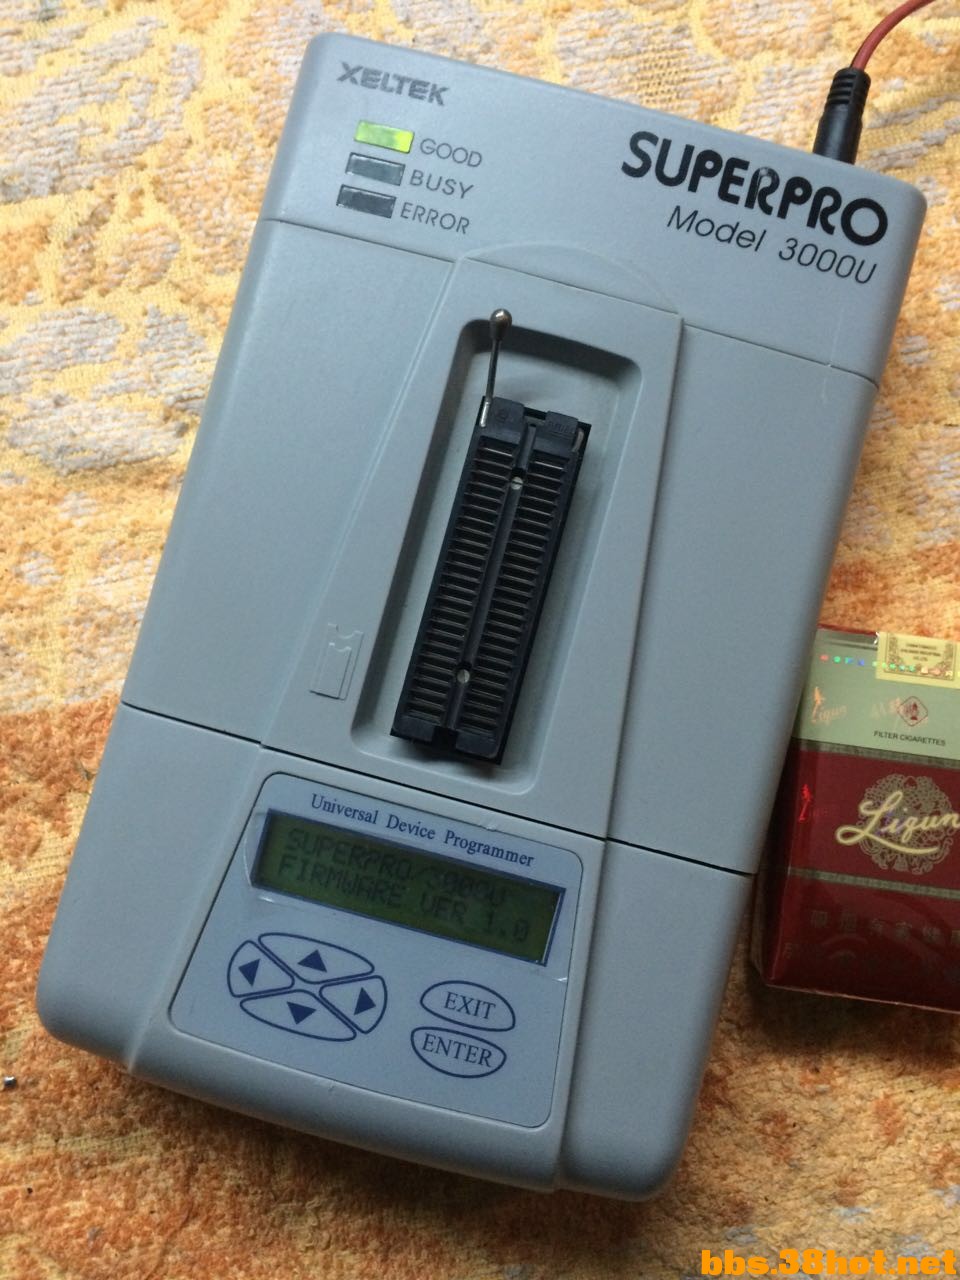 XELTEK
GOOD
BUSY
ERROR
SUPERPRO
Model 3000U
Universal Device Programmer
SUPERPRO 3000U
FIRMWARE VER 1.0
EXIT
ENTER
Liqun
FILTER CIGARETTES
Liqun
bbs.38hot.net